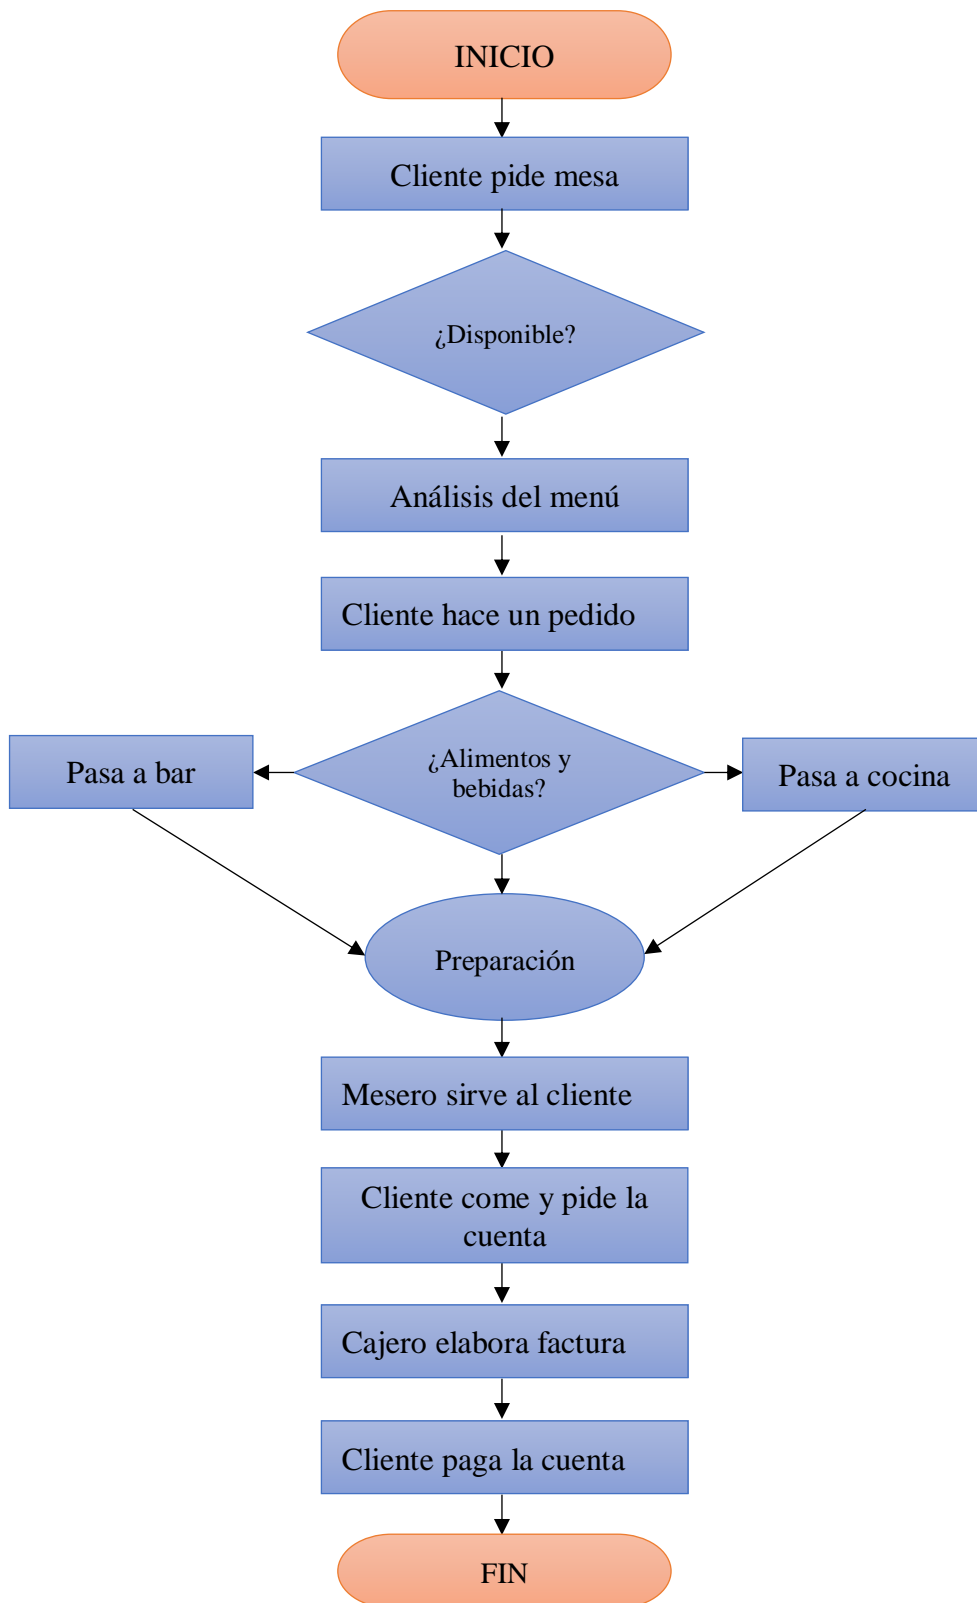 INICIO
Cliente pide mesa
¿Disponible?
Análisis del menú
Cliente hace un pedido
¿Alimentos y
bebidas?
Pasa a bar
Pasa a cocina
Preparación
Mesero sirve al cliente
Cliente come y pide la
cuenta
Cajero elabora factura
Cliente paga la cuenta
FIN